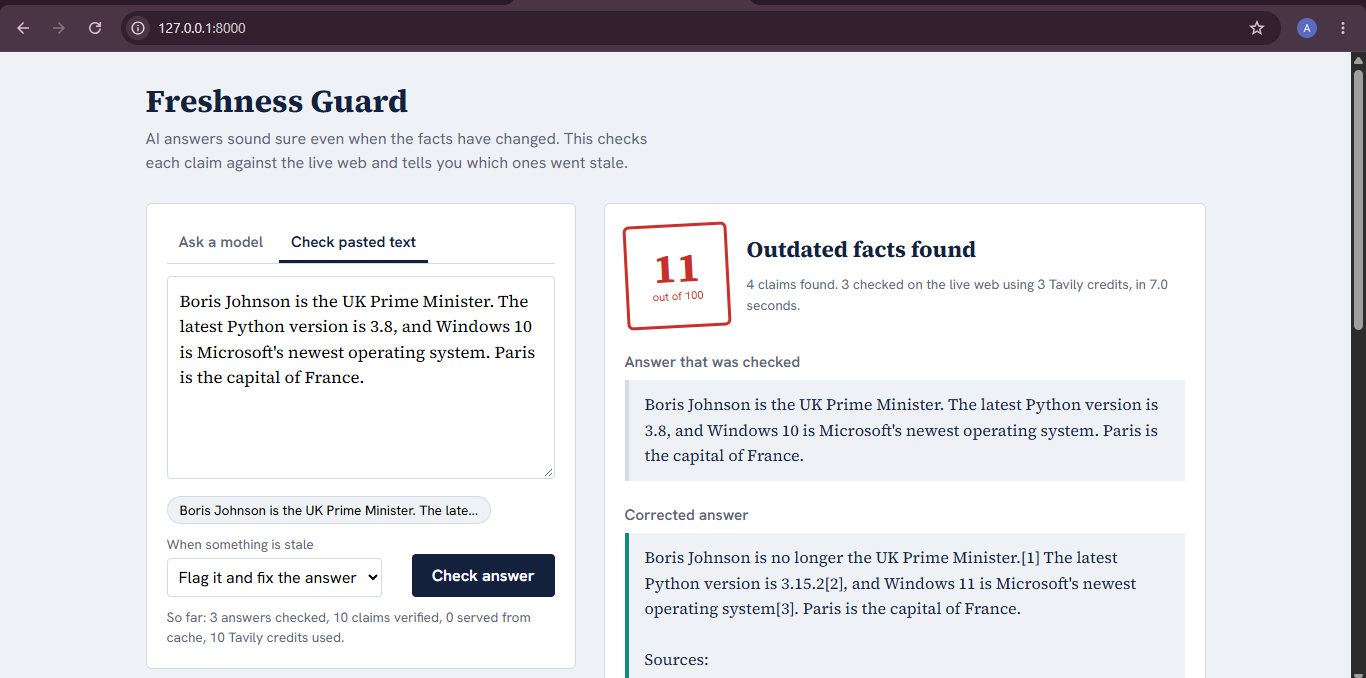 127.0.0.1:8000
A
Freshness Guard
AI answers sound sure even when the facts have changed. This checks
each claim against the live web and tells you which ones went stale.
Ask a model
Check pasted text
Boris Johnson is the UK Prime Minister. The
latest Python version is 3.8, and Windows 10
is Microsoft's newest operating system. Paris
is the capital of France.
Boris Johnson is the UK Prime Minister. The late...
When something is stale
Flag it and fix the answer
Check answer
So far: 3 answers checked, 10 claims verified, 0 served from
cache, 10 Tavily credits used.
11
out of 100
Outdated facts found
4 claims found. 3 checked on the live web using 3 Tavily credits, in 7.0
seconds.
Answer that was checked
Boris Johnson is the UK Prime Minister. The latest Python version is
3.8, and Windows 10 is Microsoft's newest operating system. Paris is
the capital of France.
Corrected answer
Boris Johnson is no longer the UK Prime Minister.[1] The latest
Python version is 3.15.2[2], and Windows 11 is Microsoft's newest
operating system[3]. Paris is the capital of France.
Sources: